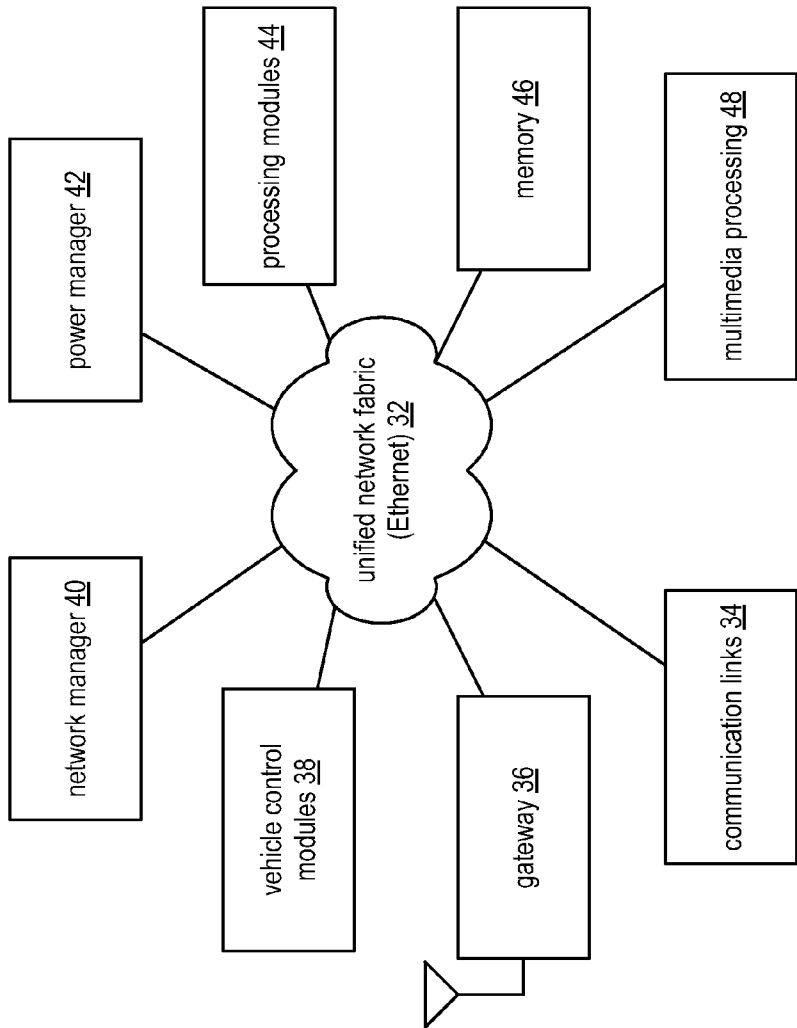 network manager 40
power manager 42
vehicle control
modules 38
processing modules 44
unified network fabric
(Ethernet) 32
gateway 36
memory 46
communication links 34
multimedia processing 48